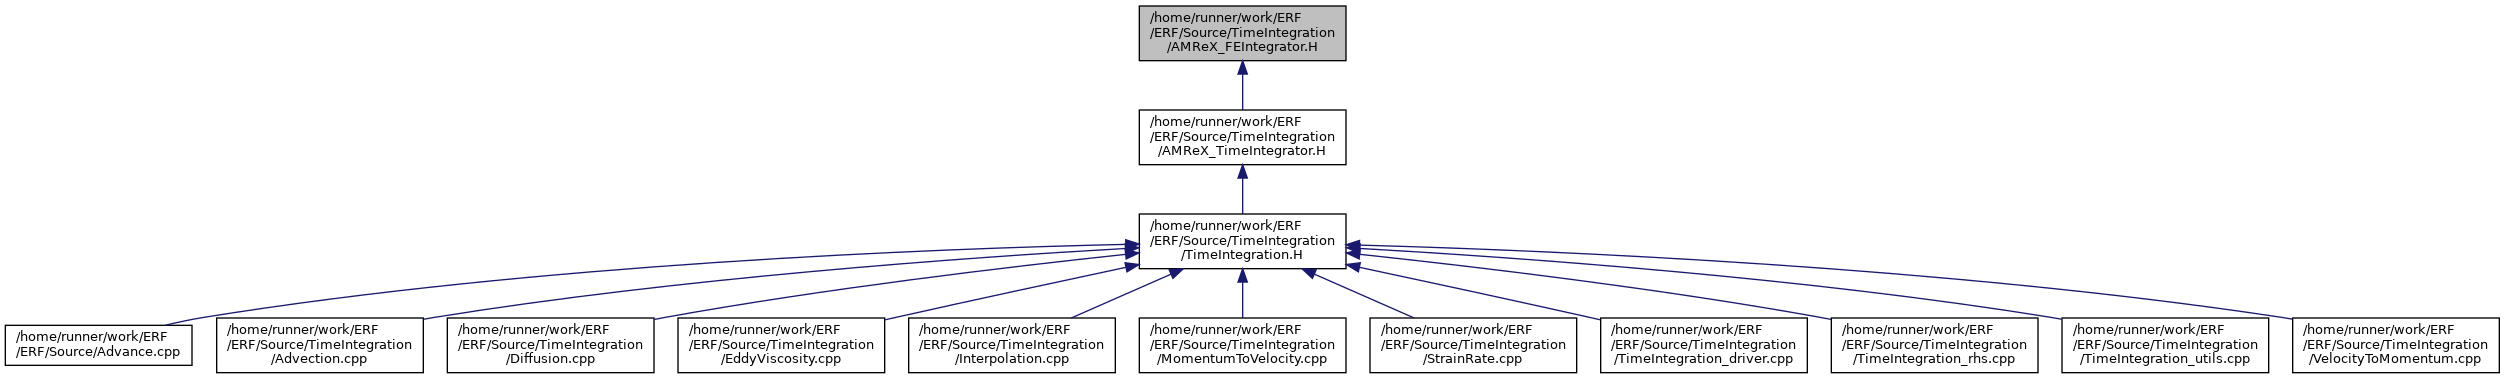 /home/runner/work/ERF
/ERF/Source/TimeIntegration
/AMReX_FEIntegrator.H
/home/runner/work/ERF
/ERF/Source/TimeIntegration
/AMReX_TimeIntegrator.H
/home/runner/work/ERF
/ERF/Source/TimeIntegration
/TimeIntegration.H
/home/runner/work/ERF
/ERF/Source/Advance.cpp
/home/runner/work/ERF
/ERF/Source/TimeIntegration
/Advection.cpp
/home/runner/work/ERF
/ERF/Source/TimeIntegration
/Diffusion.cpp
/home/runner/work/ERF
/ERF/Source/TimeIntegration
/EddyViscosity.cpp
/home/runner/work/ERF
/ERF/Source/TimeIntegration
/Interpolation.cpp
/home/runner/work/ERF
/ERF/Source/TimeIntegration
/MomentumToVelocity.cpp
/home/runner/work/ERF
/ERF/Source/TimeIntegration
/StrainRate.cpp
/home/runner/work/ERF
/ERF/Source/TimeIntegration
/TimeIntegration_driver.cpp
/home/runner/work/ERF
/ERF/Source/TimeIntegration
/TimeIntegration_rhs.cpp
/home/runner/work/ERF
/ERF/Source/TimeIntegration
/TimeIntegration_utils.cpp
/home/runner/work/ERF
/ERF/Source/TimeIntegration
/VelocityToMomentum.cpp